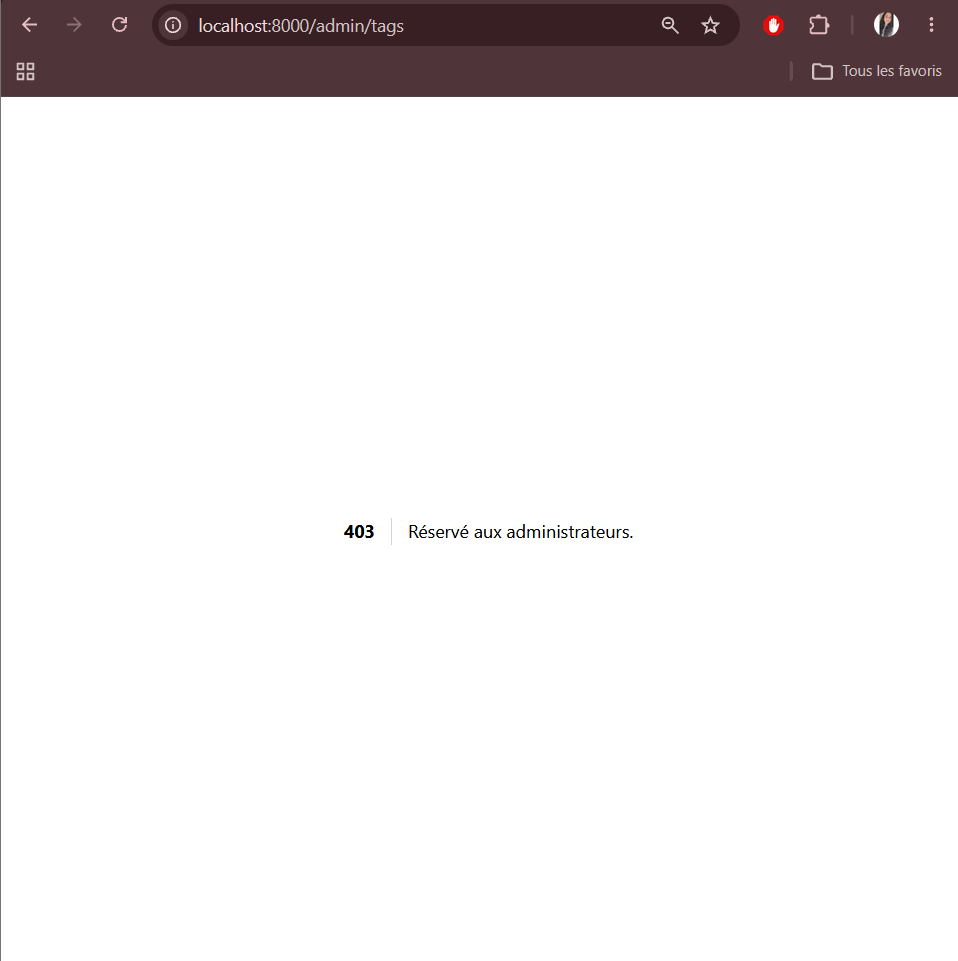 localhost:8000/admin/tags
Tous les favoris
403
Réservé aux administrateurs.